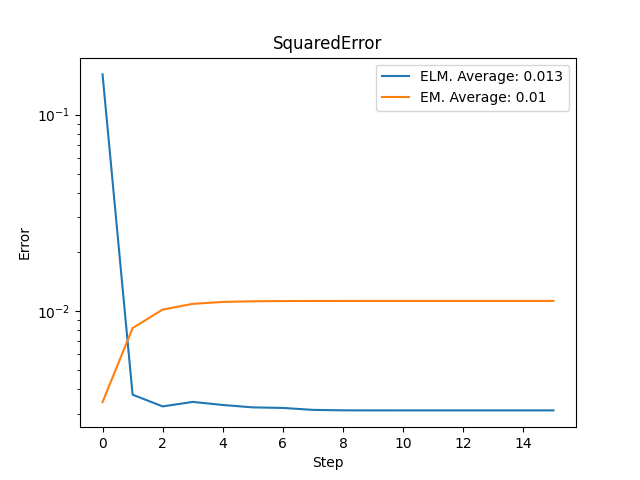 SquaredError
ELM. Average: 0.013
EM. Average: 0.01
10⁻¹
10⁻²
Error
0 2 4 6 8 10 12 14
Step